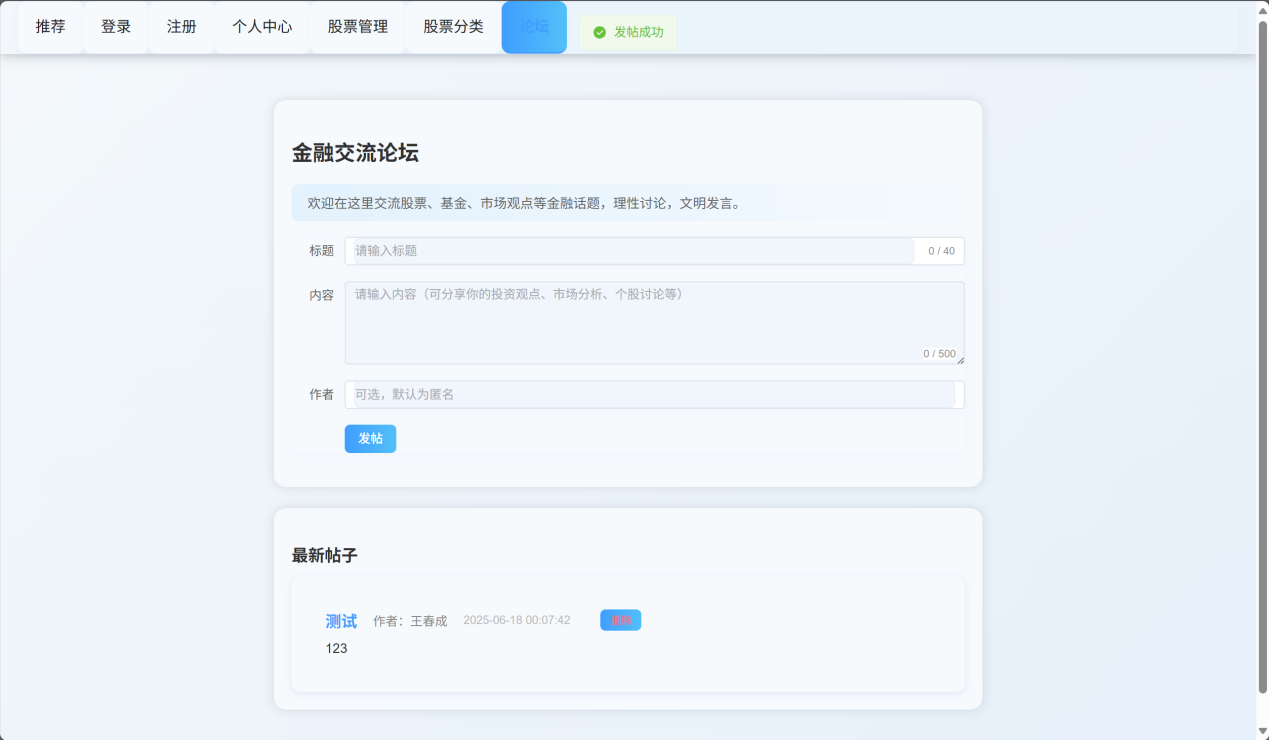 推荐 登录 注册 个人中心 股票管理 股票分类 论坛 发帖成功
金融交流论坛
欢迎在这里交流股票、基金、市场观点等金融话题，理性讨论，文明发言。
标题 请输入标题 0 / 40
内容 请输入内容（可分享你的投资观点、市场分析、个股讨论等）
0 / 500
作者 可选，默认为匿名
发帖
最新帖子
测试 作者：王春成 2025-06-18 00:07:42 删除
123